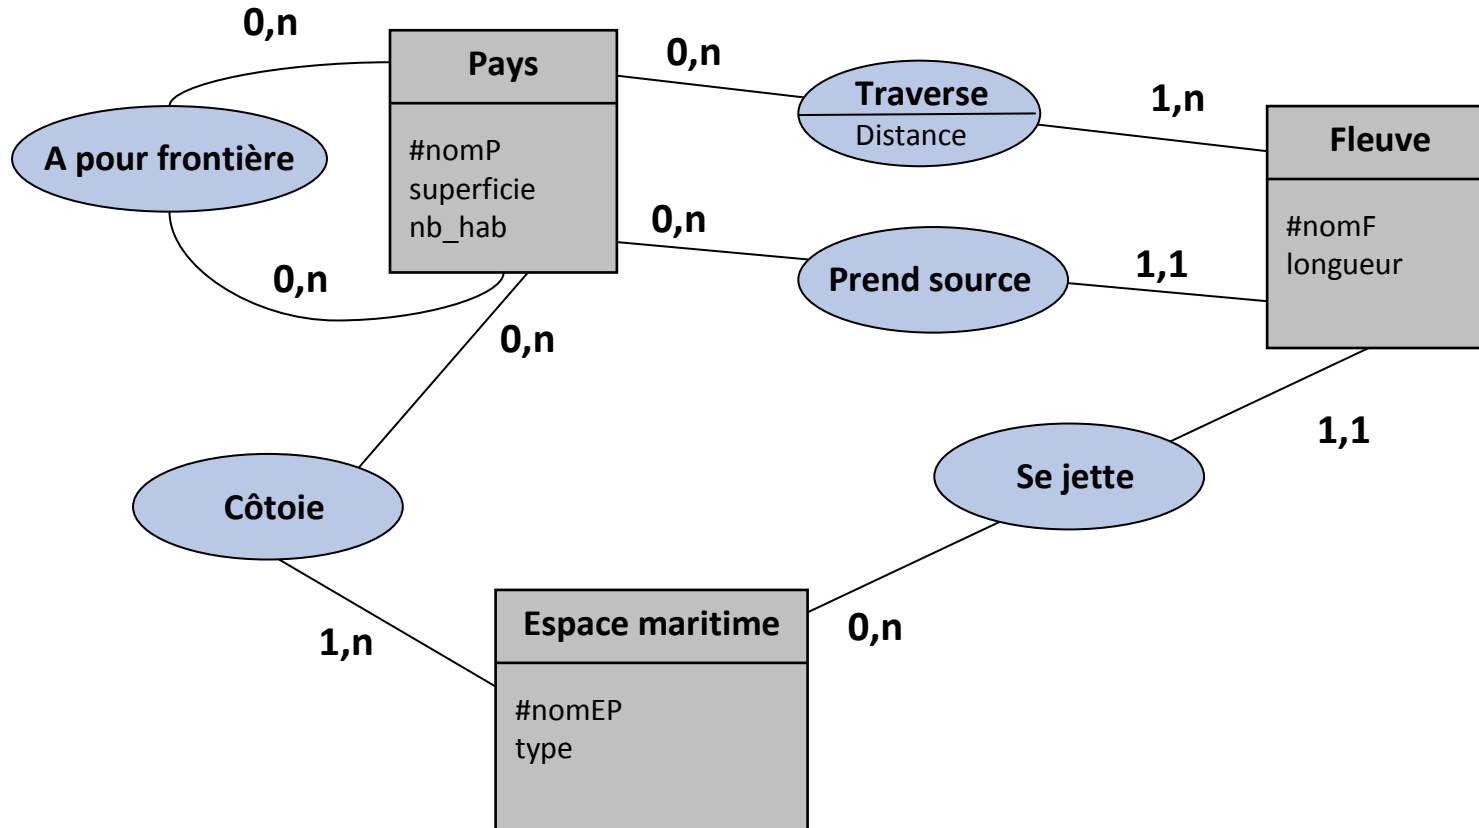 0,n
Pays
#nomP
superficie
nb_hab
A pour frontière
0,n
0,n
Traverse
Distance
1,n
Fleuve
#nomF
longueur
0,n
Prend source
1,1
0,n
Côtoie
1,n
Espace maritime
#nomEP
type
0,n
Se jette
1,1